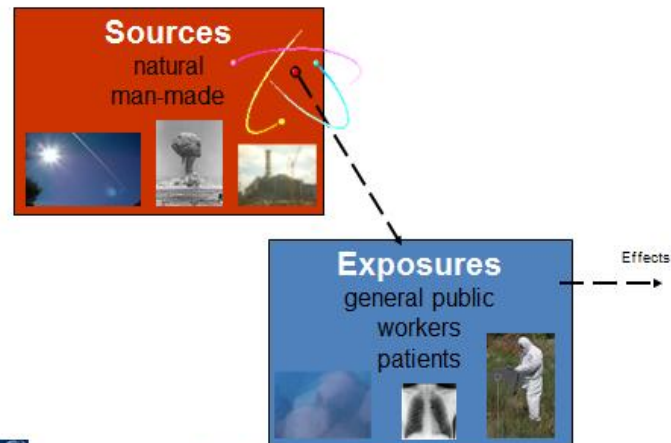 Sources
natural
man-made
Exposures
general public
workers
patients
Effects